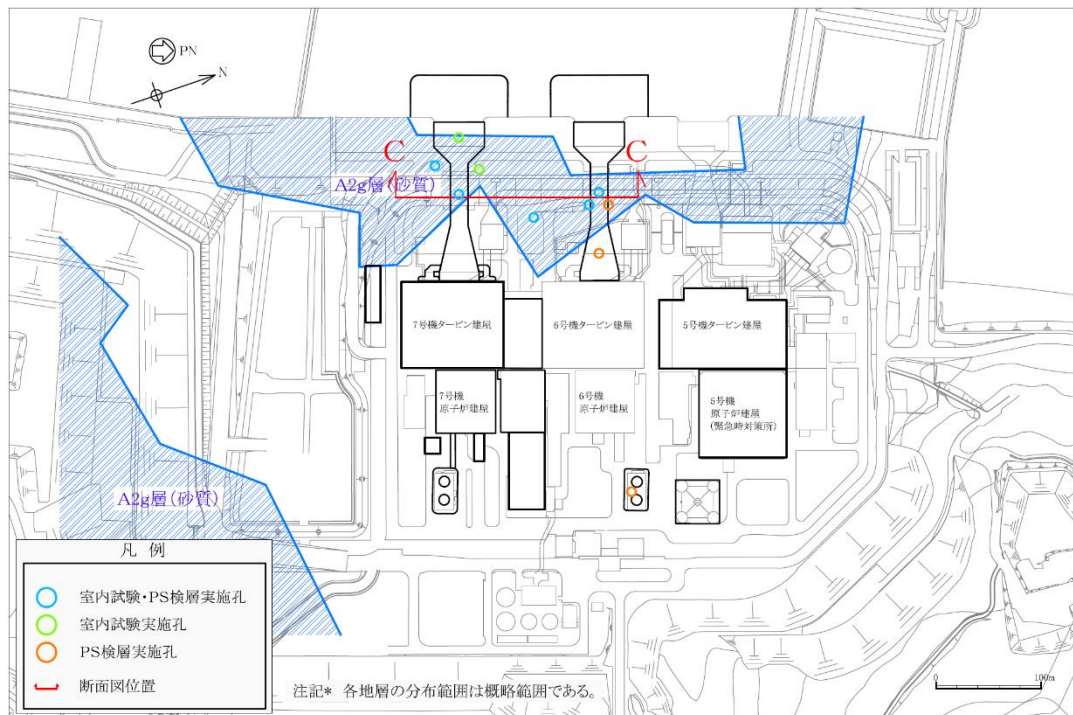 PN
N
C
C
A2g層(砂質)
7号機タービン建屋
6号機タービン建屋
5号機タービン建屋
7号機
原子炉建屋
6号機
原子炉建屋
5号機
原子炉建屋
(緊急時対策所)
A2g層(砂質)
凡 例
室内試験・PS検層実施孔
室内試験実施孔
PS検層実施孔
断面図位置
注記* 各地層の分布範囲は概略範囲である。
0
100m